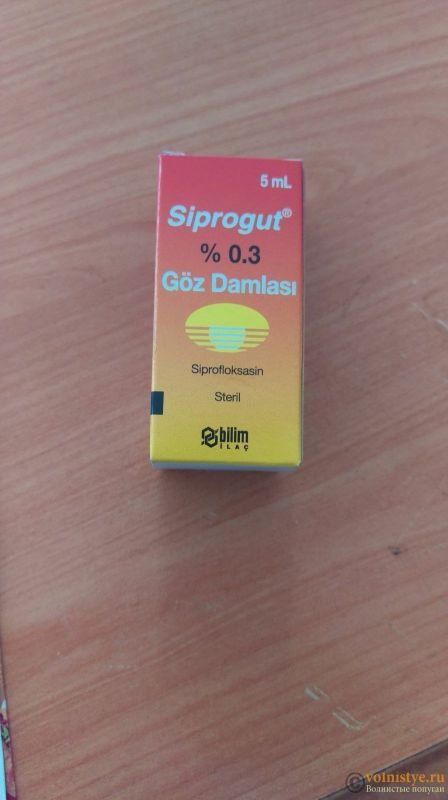 5 mL
Siprogut®
% 0.3
Göz Damlası
Siprofloksasin
Steril
bilim
İLAÇ
© volnistye.ru
Волнистые попугаи